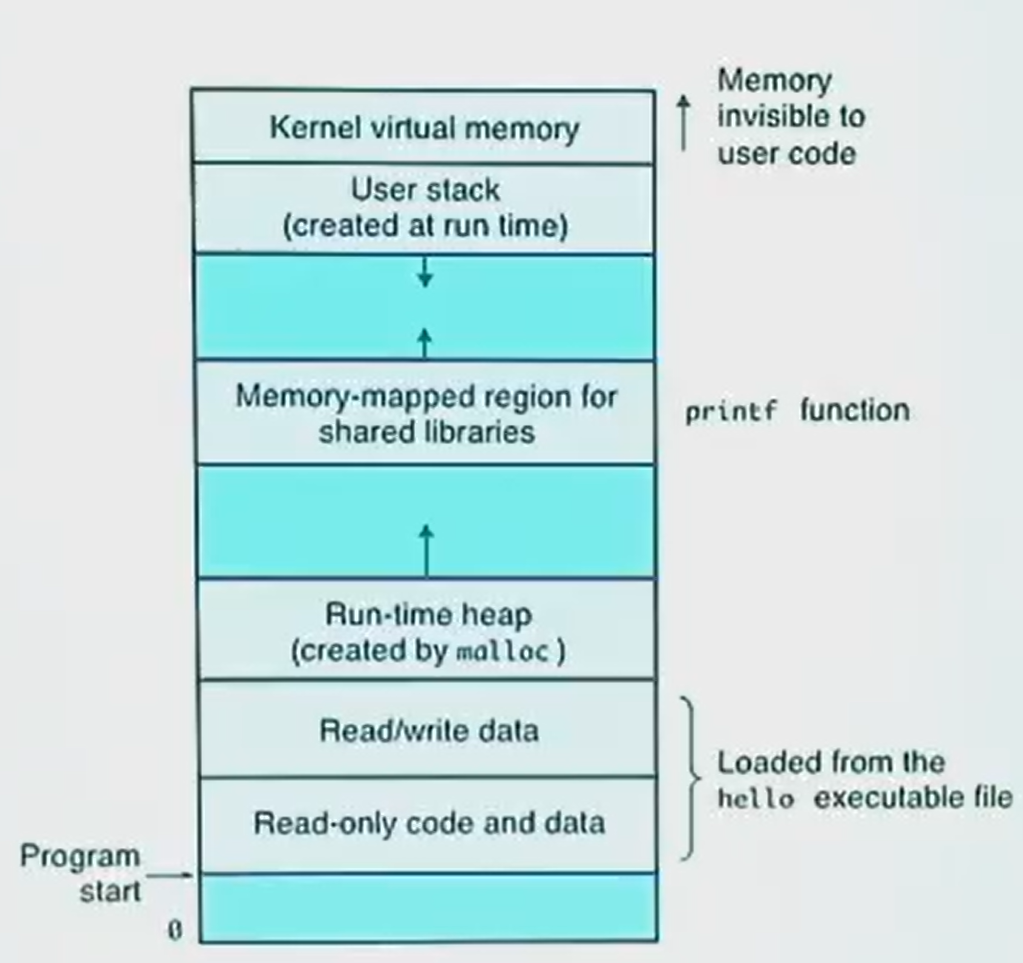 Memory
invisible to
user code
Kernel virtual memory
User stack
(created at run time)
Memory-mapped region for
shared libraries
printf function
Run-time heap
(created by malloc)
Read/write data
Loaded from the
hello executable file
Read-only code and data
Program
start
0